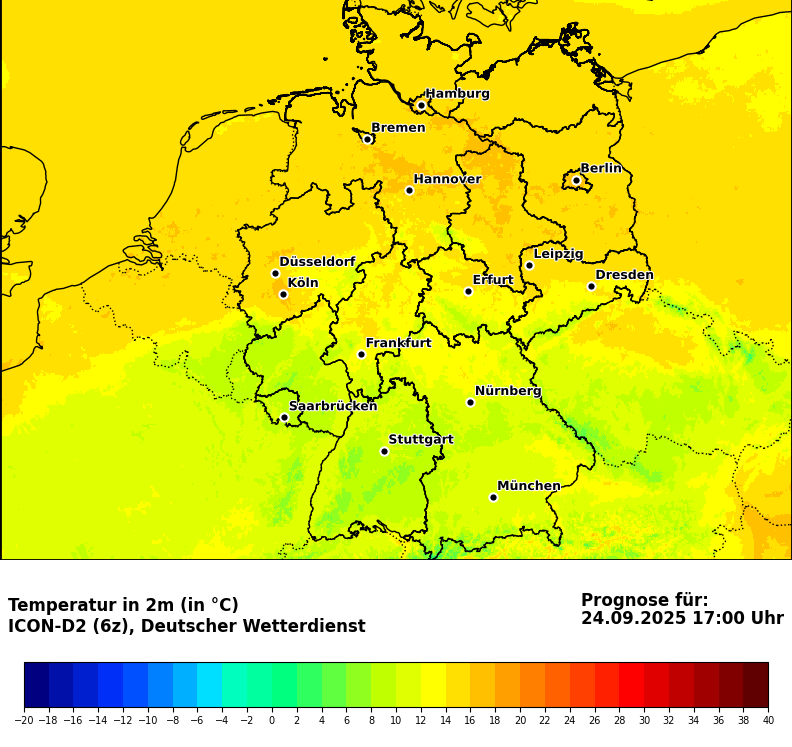 Hamburg
Bremen
Berlin
Hannover
Leipzig
Düsseldorf
Dresden
Köln
Erfurt
Frankfurt
Nürnberg
Saarbrücken
Stuttgart
München
Temperatur in 2m (in °C)
ICON-D2 (6z), Deutscher Wetterdienst
Prognose für:
24.09.2025 17:00 Uhr
−20 −18 −16 −14 −12 −10 −8 −6 −4 −2 0 2 4 6 8 10 12 14 16 18 20 22 24 26 28 30 32 34 36 38 40